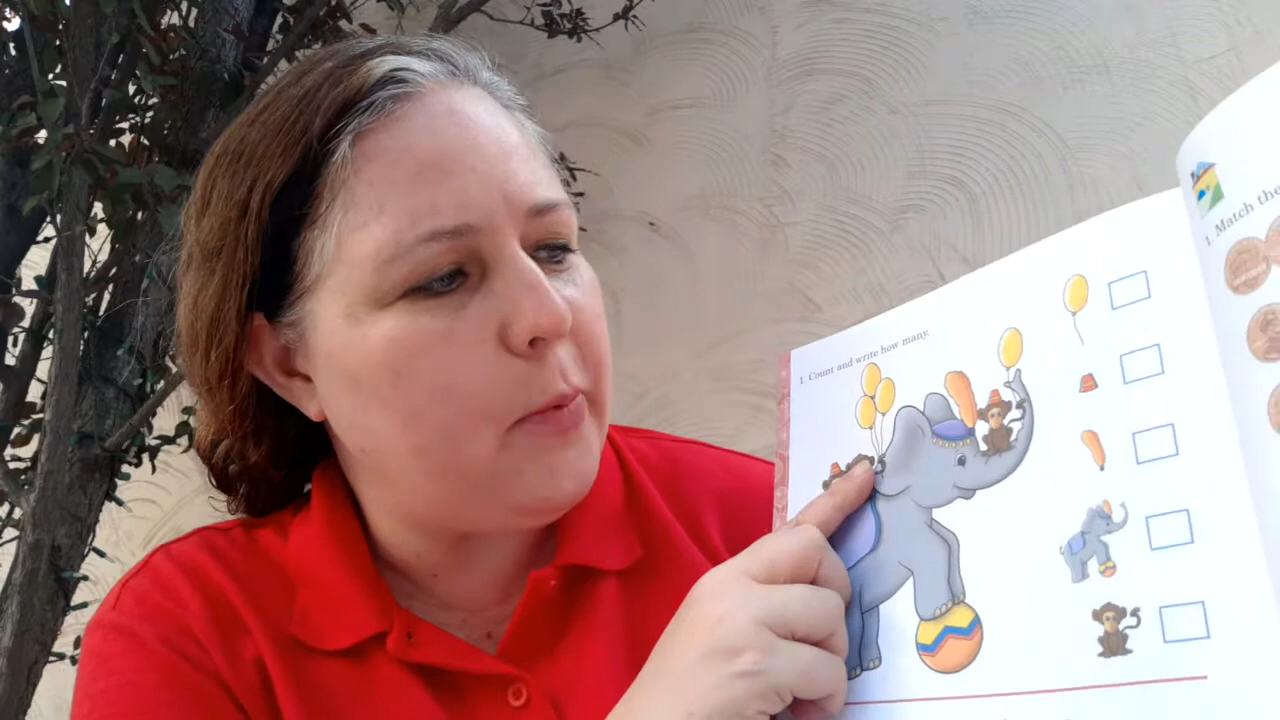 1. Count and write how many.
1. Match the